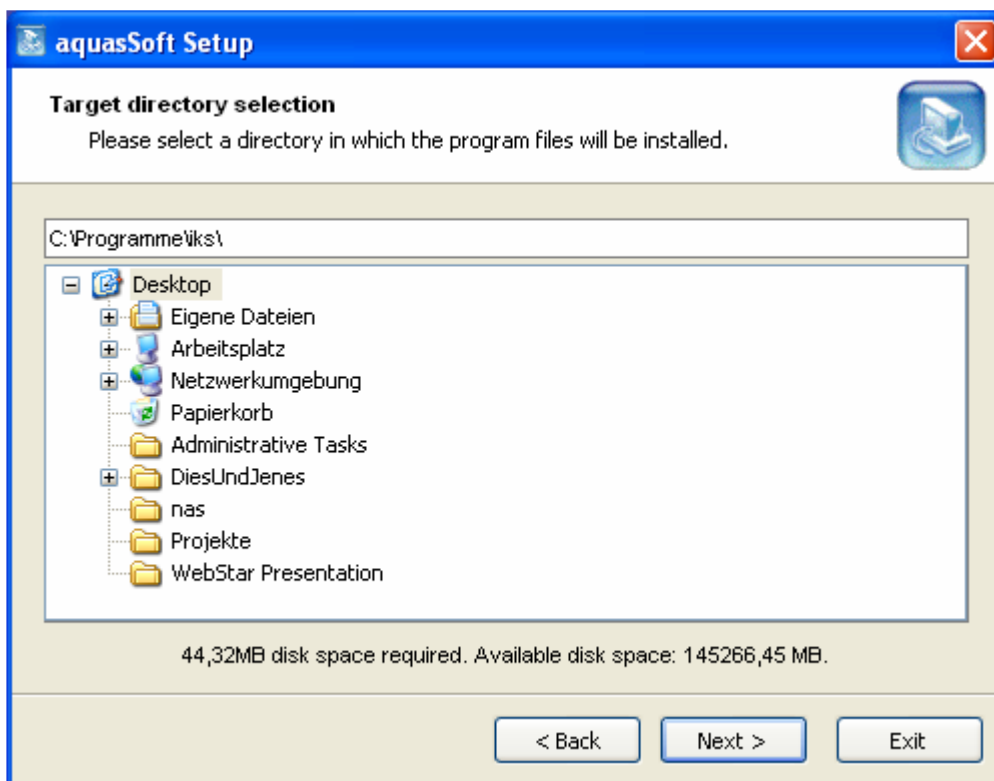 aquasSoft Setup
Target directory selection
Please select a directory in which the program files will be installed.
C:\Programme\iks\
Desktop
Eigene Dateien
Arbeitsplatz
Netzwerkumgebung
Papierkorb
Administrative Tasks
DiesUndJenes
nas
Projekte
WebStar Presentation
44,32MB disk space required. Available disk space: 145266,45 MB.
< Back Next > Exit